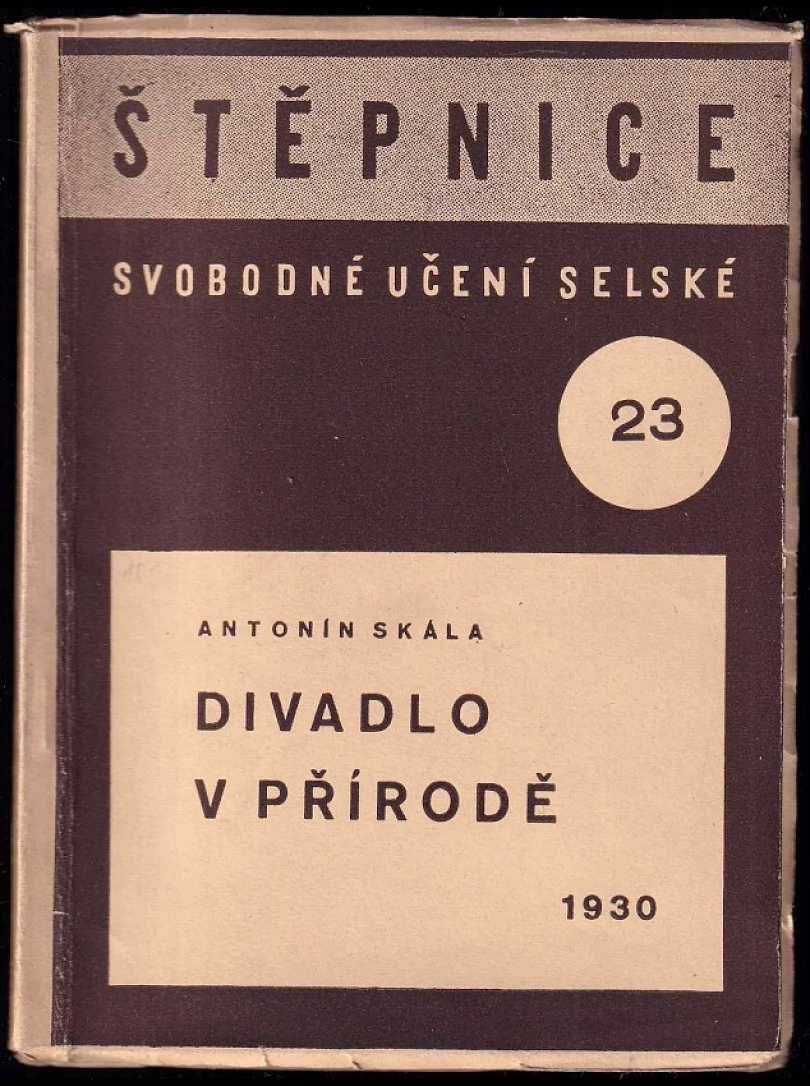 ŠTĚPNICE
SVOBODNÉ UČENÍ SELSKÉ
23
ANTONÍN SKÁLA
DIVADLO
V PŘÍRODĚ
1930